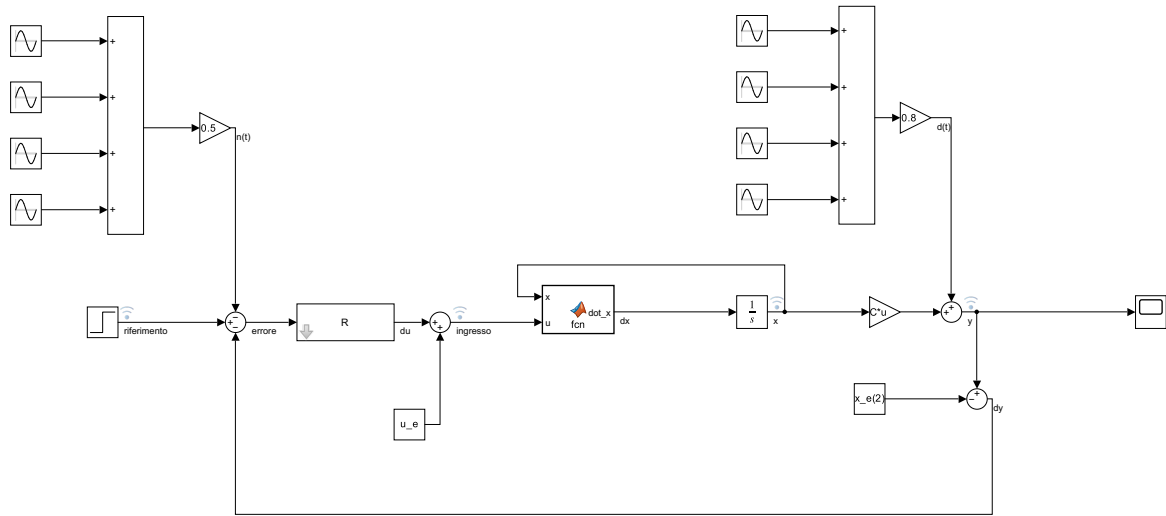 +
+
+
+
0.5
n(t)
+
+
+
+
0.8
d(t)
riferimento
+
−
−
errore
R
du
+
+
ingresso
x
u
fcn
dot_x
dx
1
s
x
C*u
+
+
y
u_e
x_e(2)
−
+
dy